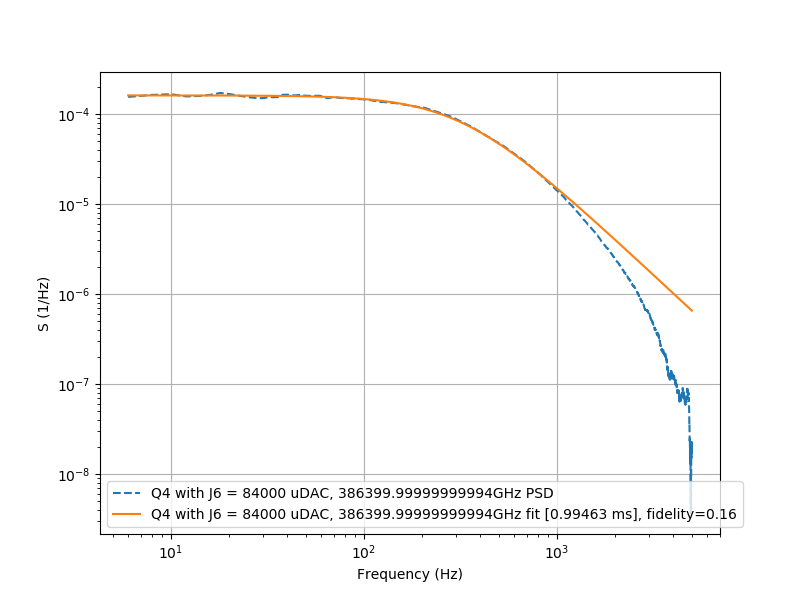 10⁻⁴
10⁻⁵
10⁻⁶
10⁻⁷
10⁻⁸
S (1/Hz)
Q4 with J6 = 84000 uDAC, 386399.99999999994GHz PSD
Q4 with J6 = 84000 uDAC, 386399.99999999994GHz fit [0.99463 ms], fidelity=0.16
10¹ 10² 10³
Frequency (Hz)